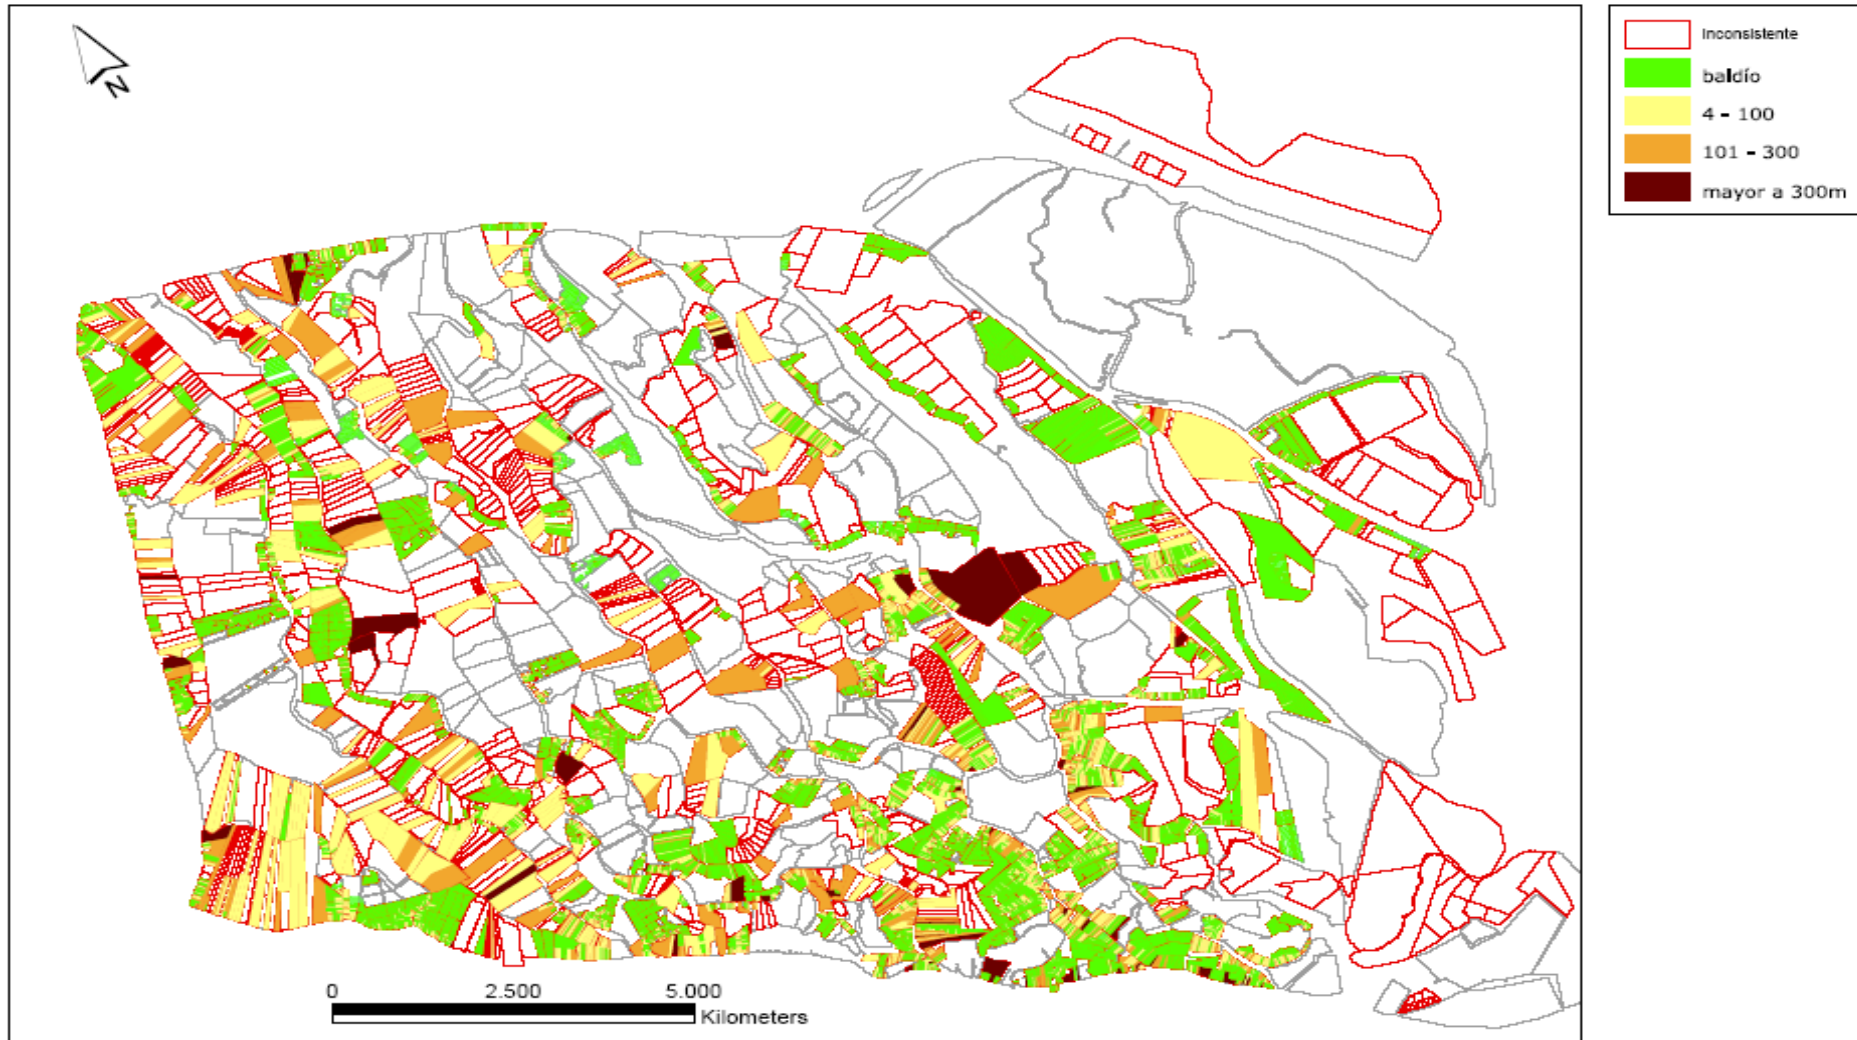 N
Inconsistente
baldío
4 - 100
101 - 300
mayor a 300m
0 2.500 5.000
Kilometers